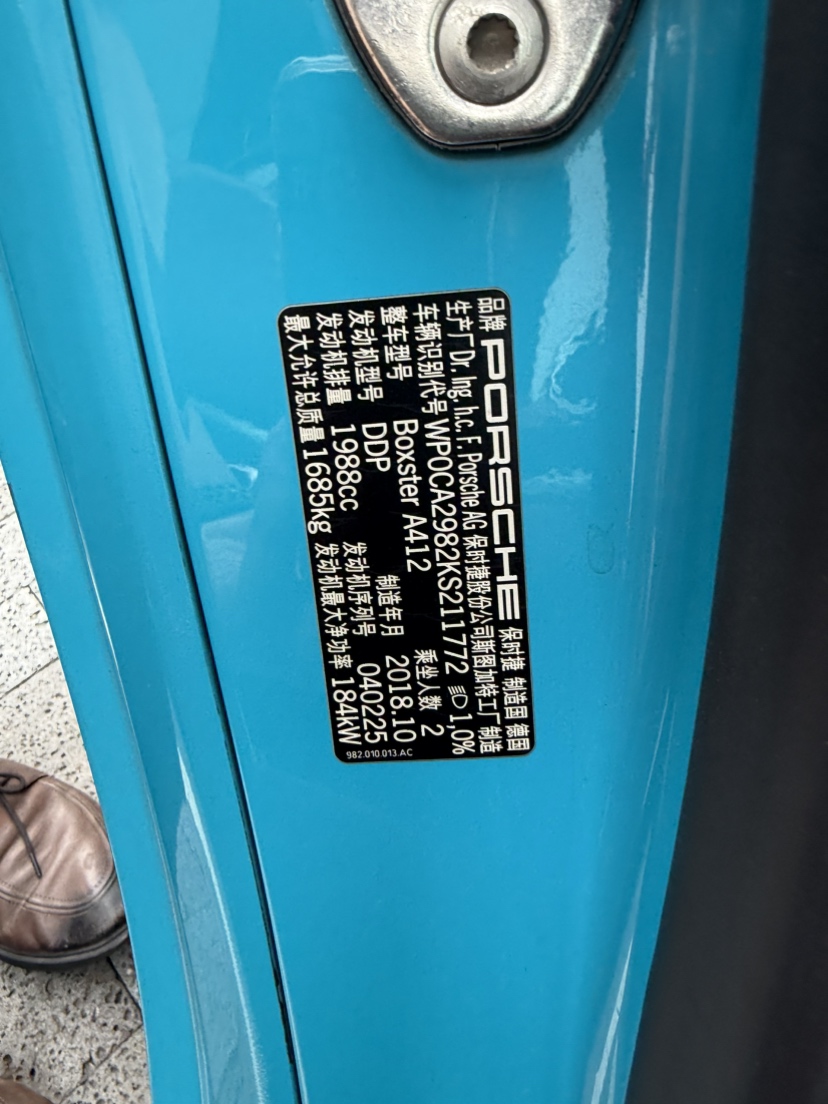 品牌 PORSCHE 保时捷 制造国 德国
生产厂Dr. Ing. h.c. F. Porsche AG 保时捷股份公司斯图加特工厂制造
车辆识别代号 WP0CA2982KS211772 1,0%
整车型号 Boxster A412 乘坐人数 2
发动机型号 DDP 制造年月 2018.10
发动机排量 1988cc 发动机序列号 040225
最大允许总质量 1685kg 发动机最大净功率 184kW
982.010.013.AC